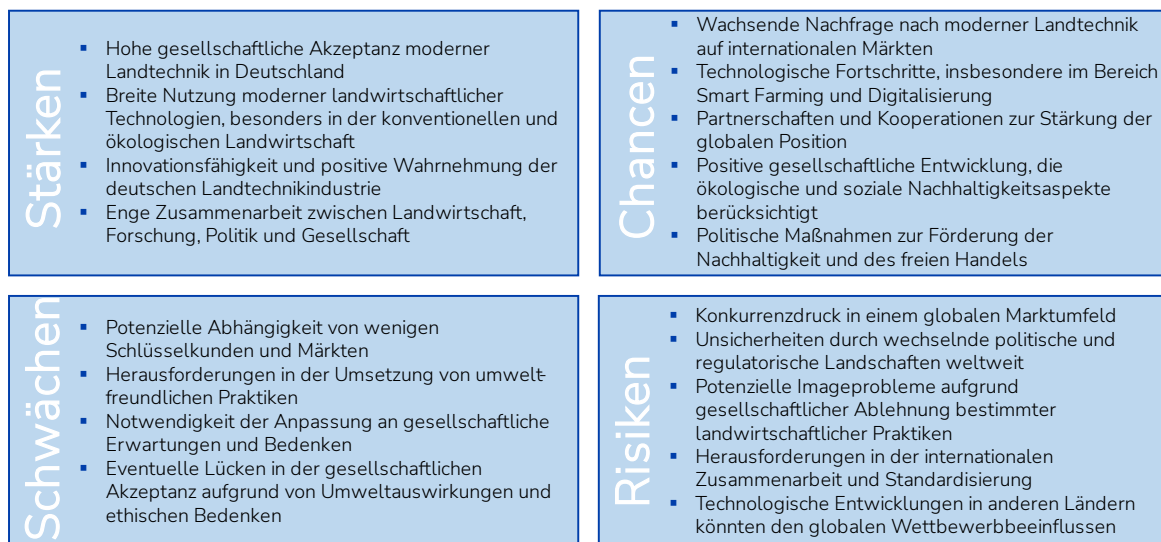 Stärken
▪ Hohe gesellschaftliche Akzeptanz moderner
Landtechnik in Deutschland
▪ Breite Nutzung moderner landwirtschaftlicher
Technologien, besonders in der konventionellen und
ökologischen Landwirtschaft
▪ Innovationsfähigkeit und positive Wahrnehmung der
deutschen Landtechnikindustrie
▪ Enge Zusammenarbeit zwischen Landwirtschaft,
Forschung, Politik und Gesellschaft
Chancen
▪ Wachsende Nachfrage nach moderner Landtechnik
auf internationalen Märkten
▪ Technologische Fortschritte, insbesondere im Bereich
Smart Farming und Digitalisierung
▪ Partnerschaften und Kooperationen zur Stärkung der
globalen Position
▪ Positive gesellschaftliche Entwicklung, die
ökologische und soziale Nachhaltigkeitsaspekte
berücksichtigt
▪ Politische Maßnahmen zur Förderung der
Nachhaltigkeit und des freien Handels
Schwächen
▪ Potenzielle Abhängigkeit von wenigen
Schlüsselkunden und Märkten
▪ Herausforderungen in der Umsetzung von umwelt-
freundlichen Praktiken
▪ Notwendigkeit der Anpassung an gesellschaftliche
Erwartungen und Bedenken
▪ Eventuelle Lücken in der gesellschaftlichen
Akzeptanz aufgrund von Umweltauswirkungen und
ethischen Bedenken
Risiken
▪ Konkurrenzdruck in einem globalen Marktumfeld
▪ Unsicherheiten durch wechselnde politische und
regulatorische Landschaften weltweit
▪ Potenzielle Imageprobleme aufgrund
gesellschaftlicher Ablehnung bestimmter
landwirtschaftlicher Praktiken
▪ Herausforderungen in der internationalen
Zusammenarbeit und Standardisierung
▪ Technologische Entwicklungen in anderen Ländern
könnten den globalen Wettbewerbbeeinflussen